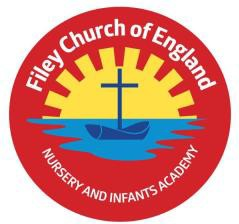 Filey Church of England
NURSERY AND INFANTS ACADEMY